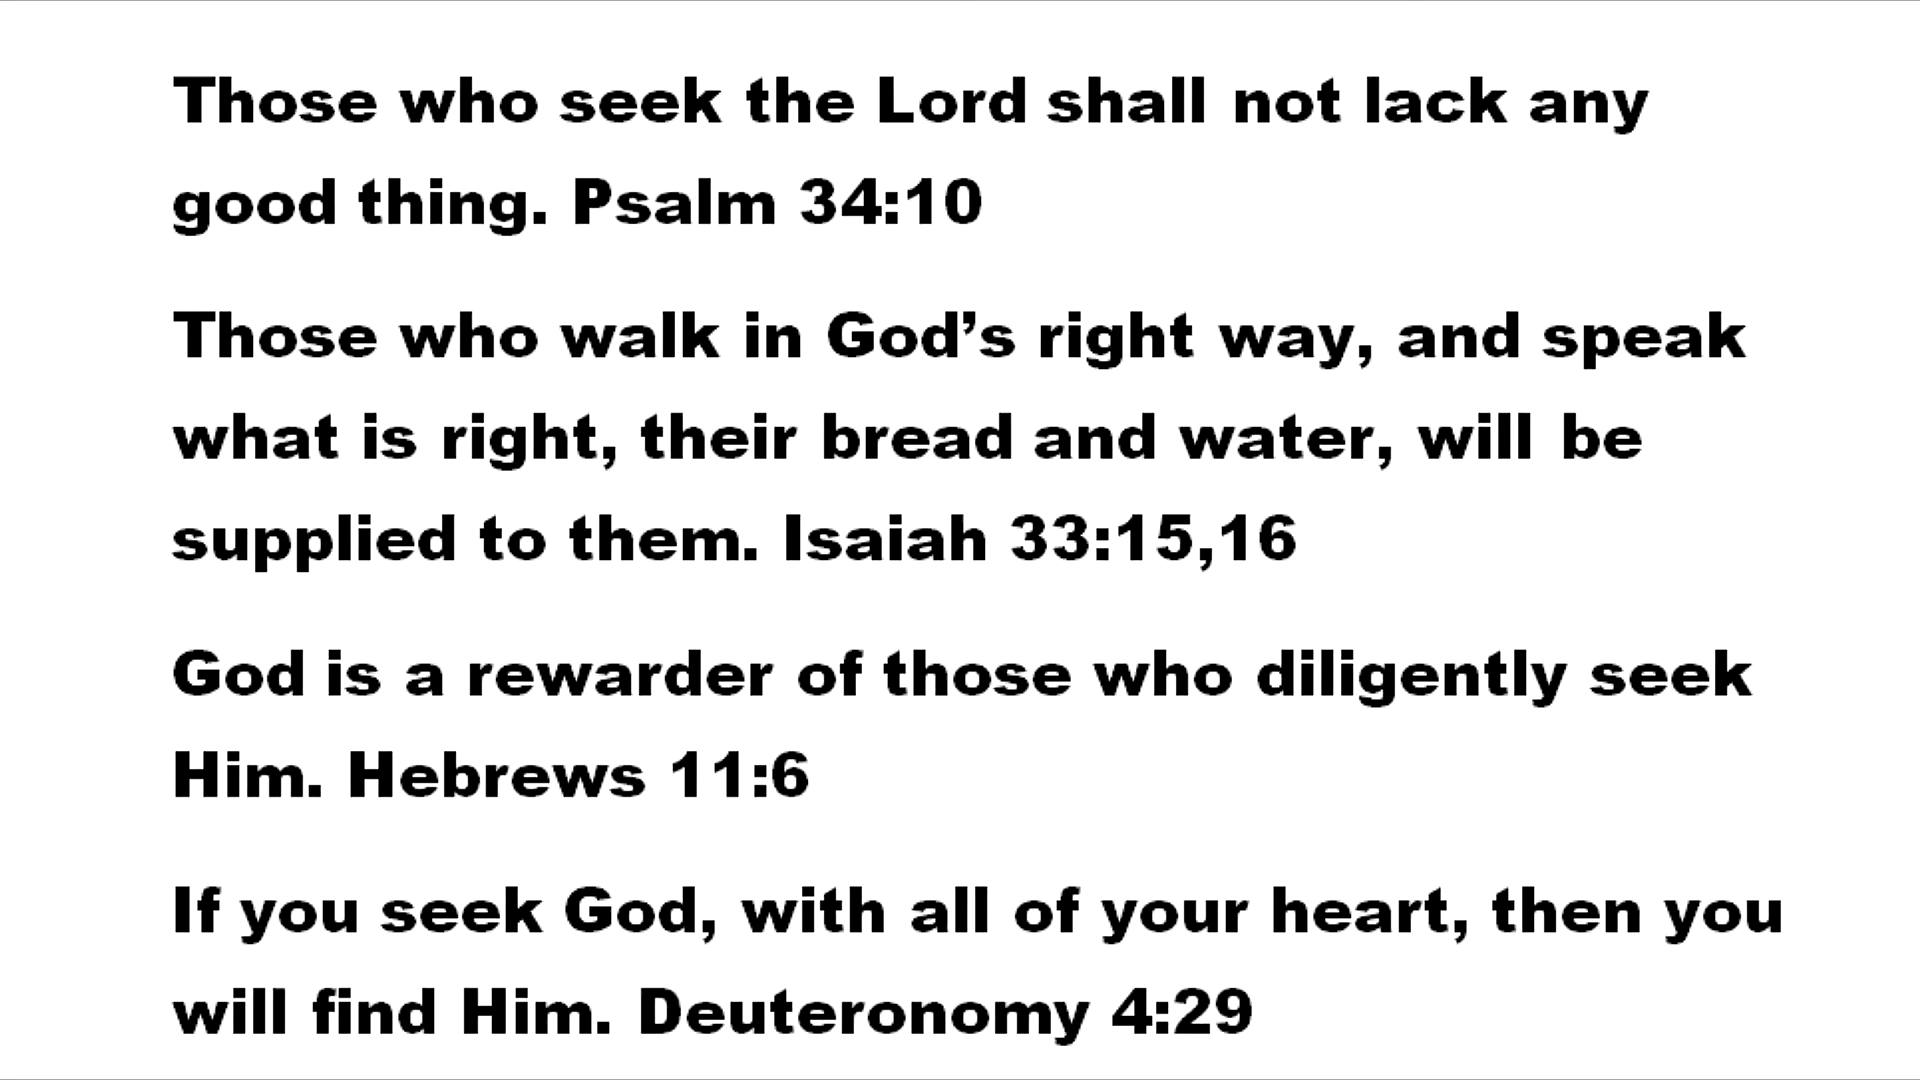 Those who seek the Lord shall not lack any
good thing. Psalm 34:10
Those who walk in God’s right way, and speak
what is right, their bread and water, will be
supplied to them. Isaiah 33:15,16
God is a rewarder of those who diligently seek
Him. Hebrews 11:6
If you seek God, with all of your heart, then you
will find Him. Deuteronomy 4:29